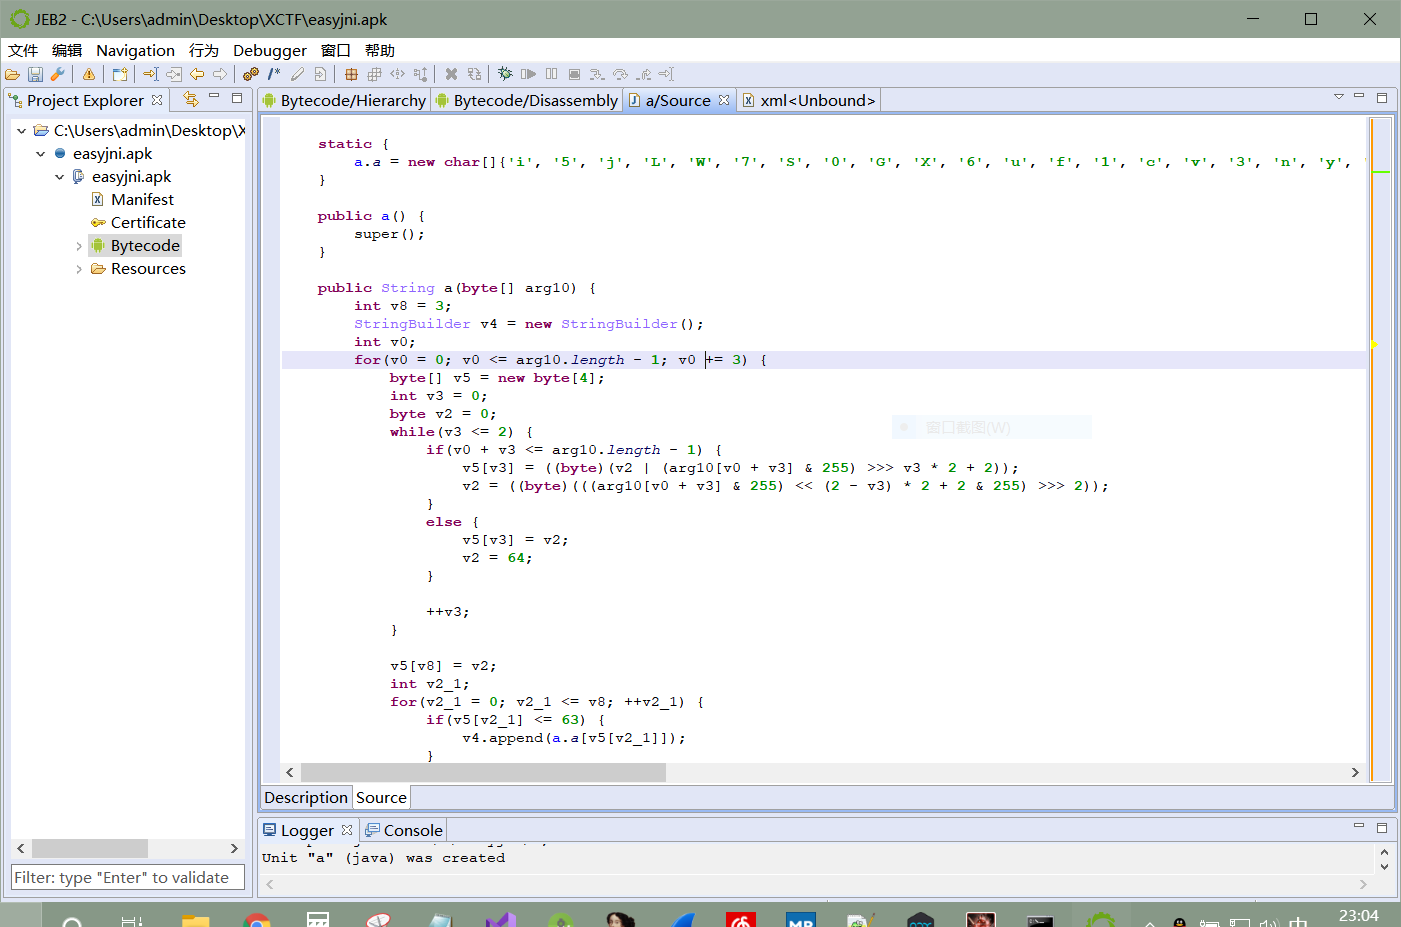 JEB2 - C:\Users\admin\Desktop\XCTF\easyjni.apk
文件 编辑 Navigation 行为 Debugger 窗口 帮助
Project Explorer
Bytecode/Hierarchy Bytecode/Disassembly a/Source xml<Unbound>
C:\Users\admin\Desktop\X
easyjni.apk
easyjni.apk
Manifest
Certificate
Bytecode
Resources
static {
a.a = new char[]{'i', '5', 'j', 'L', 'W', '7', 'S', '0', 'G', 'X', '6', 'u', 'f', '1', 'c', 'v', '3', 'n', 'y',
}
public a() {
super();
}
public String a(byte[] arg10) {
int v8 = 3;
StringBuilder v4 = new StringBuilder();
int v0;
for(v0 = 0; v0 <= arg10.length - 1; v0 += 3) {
byte[] v5 = new byte[4];
int v3 = 0;
byte v2 = 0;
while(v3 <= 2) {
窗口截图(W)
if(v0 + v3 <= arg10.length - 1) {
v5[v3] = ((byte)(v2 | (arg10[v0 + v3] & 255) >>> v3 * 2 + 2));
v2 = ((byte)(((arg10[v0 + v3] & 255) << (2 - v3) * 2 + 2 & 255) >>> 2));
}
else {
v5[v3] = v2;
v2 = 64;
}
++v3;
}
v5[v8] = v2;
int v2_1;
for(v2_1 = 0; v2_1 <= v8; ++v2_1) {
if(v5[v2_1] <= 63) {
v4.append(a.a[v5[v2_1]]);
}
Description Source
Logger Console
Unit "a" (java) was created
Filter: type "Enter" to validate
23:04